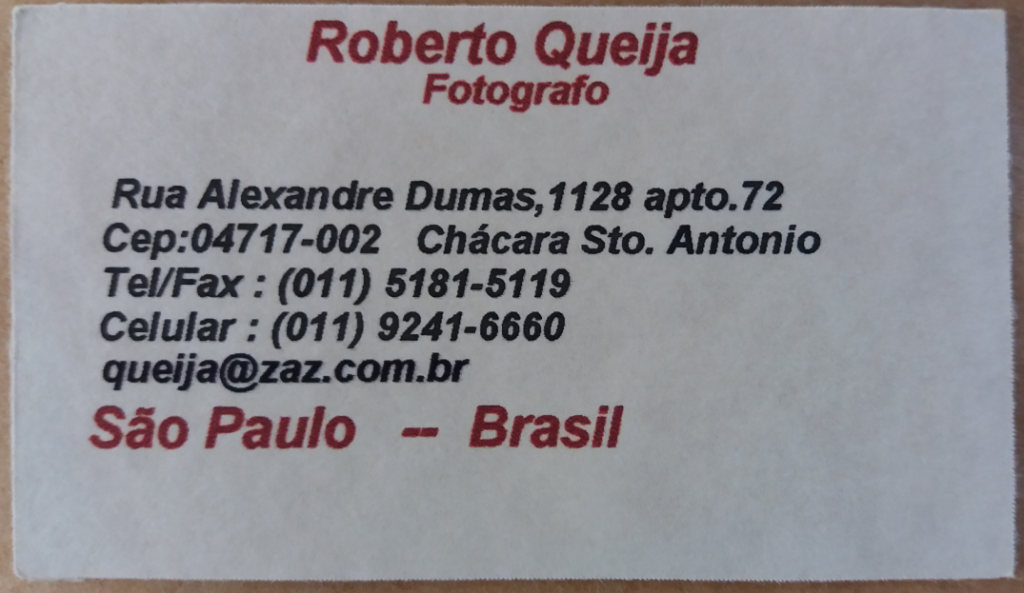 Roberto Queija
Fotografo
Rua Alexandre Dumas,1128 apto.72
Cep:04717-002 Chácara Sto. Antonio
Tel/Fax : (011) 5181-5119
Celular : (011) 9241-6660
queija@zaz.com.br
São Paulo -- Brasil